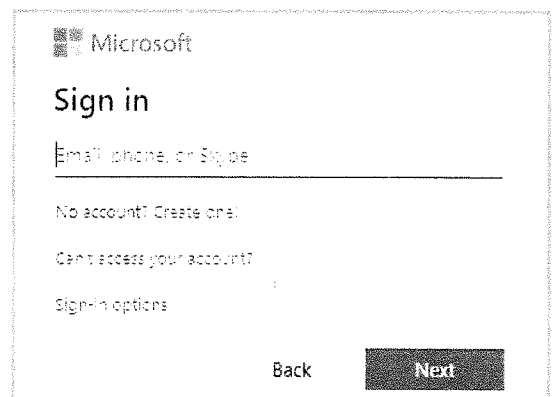 Microsoft
Sign in
Email, phone, or Skype
No account? Create one!
Can't access your account?
Sign-in options
Back Next